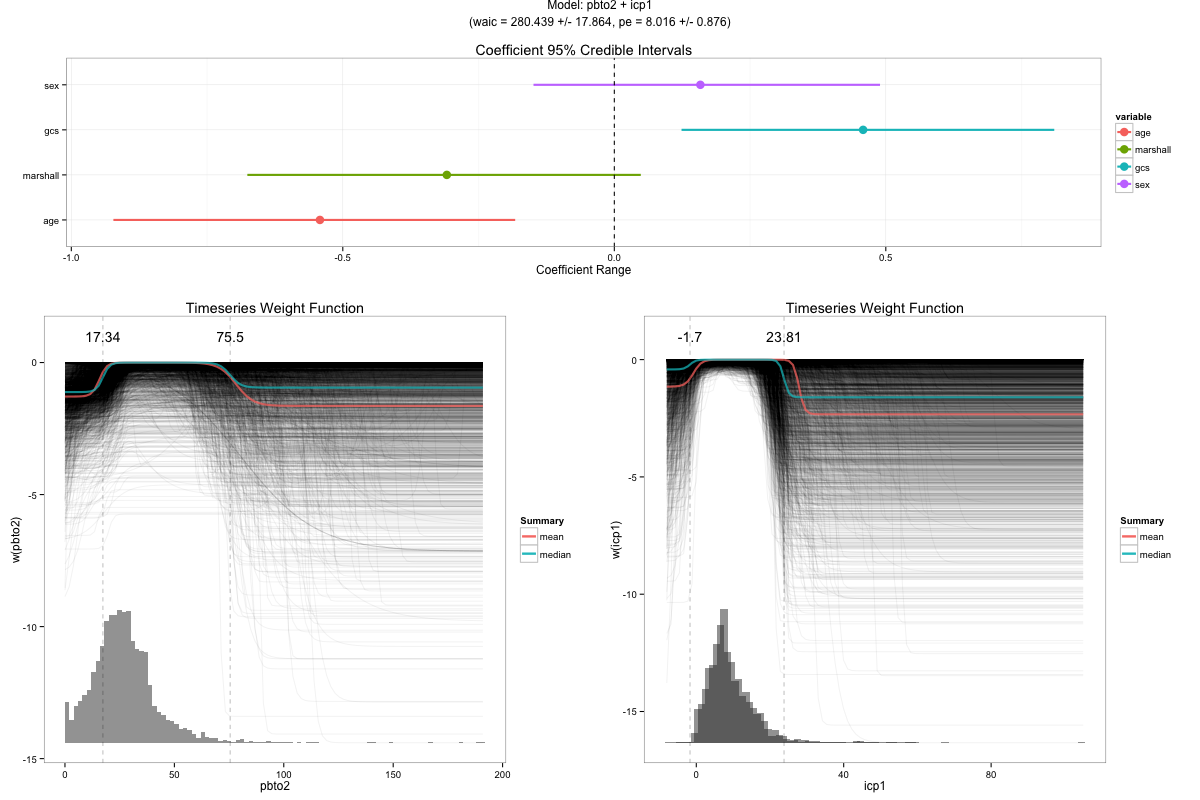 Model: pbto2 + icp1
(waic = 280.439 +/- 17.864, pe = 8.016 +/- 0.876)
Coefficient 95% Credible Intervals
sex
gcs
marshall
age
-1.0
-0.5
0.0
0.5
Coefficient Range
variable
age
marshall
gcs
sex
Timeseries Weight Function
17.34
75.5
0
-5
-10
-15
w(pbto2)
0
50
100
150
200
pbto2
Summary
mean
median
Timeseries Weight Function
-1.7
23.81
0
-5
-10
-15
w(icp1)
0
40
80
icp1
Summary
mean
median